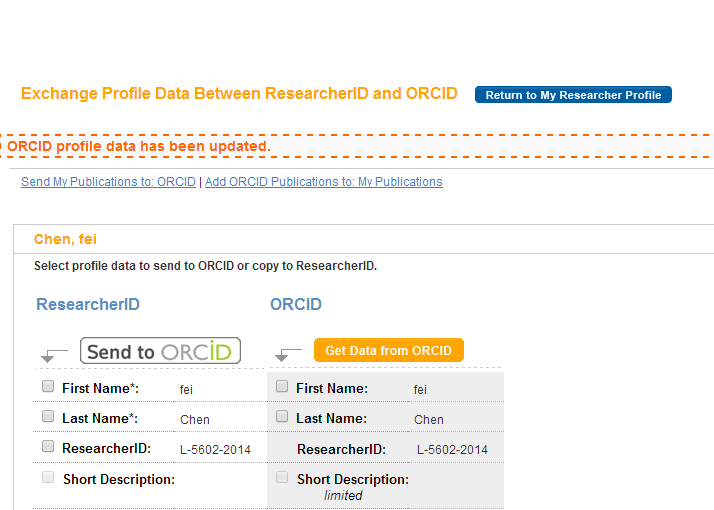 Exchange Profile Data Between ResearcherID and ORCID Return to My Researcher Profile
ORCID profile data has been updated.
Send My Publications to: ORCID | Add ORCID Publications to: My Publications
Chen, fei
Select profile data to send to ORCID or copy to ResearcherID.
ResearcherID ORCID
Send to ORCID Get Data from ORCID
First Name*: fei First Name: fei
Last Name*: Chen Last Name: Chen
ResearcherID: L-5602-2014 ResearcherID: L-5602-2014
Short Description: Short Description:
limited